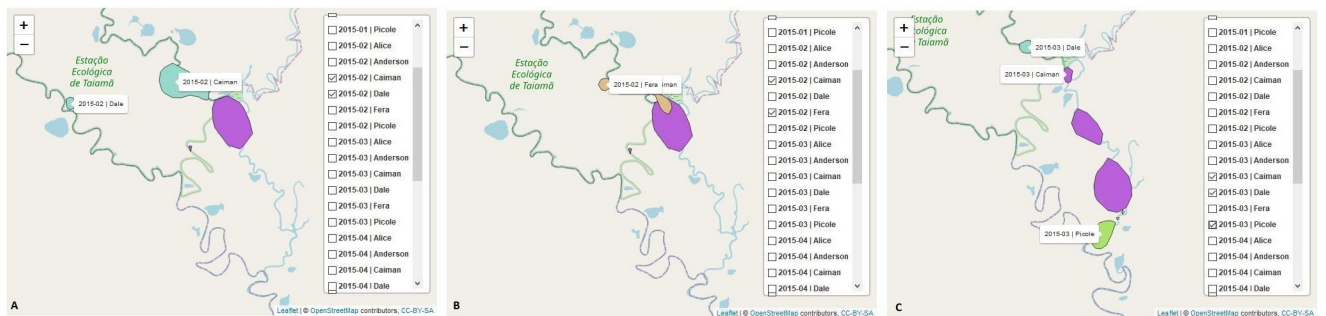 +
−
Estação
Ecológica
de Taiamã
2015-02 | Caiman
2015-02 | Dale
2015-01 | Picole
2015-02 | Alice
2015-02 | Anderson
2015-02 | Caiman
2015-02 | Dale
2015-02 | Fera
2015-02 | Picole
2015-03 | Alice
2015-03 | Anderson
2015-03 | Caiman
2015-03 | Dale
2015-03 | Fera
2015-03 | Picole
2015-04 | Alice
2015-04 | Anderson
2015-04 | Caiman
2015-04 | Dale
A
Leaflet | © OpenStreetMap contributors, CC-BY-SA
+
−
Estação
Ecológica
de Taiamã
2015-02 | Fera
iman
2015-01 | Picole
2015-02 | Alice
2015-02 | Anderson
2015-02 | Caiman
2015-02 | Dale
2015-02 | Fera
2015-02 | Picole
2015-03 | Alice
2015-03 | Anderson
2015-03 | Caiman
2015-03 | Dale
2015-03 | Fera
2015-03 | Picole
2015-04 | Alice
2015-04 | Anderson
2015-04 | Caiman
2015-04 | Dale
B
Leaflet | © OpenStreetMap contributors, CC-BY-SA
+
−
stação
cológica
Taiamã
2015-03 | Dale
2015-03 | Caiman
2015-03 | Picole
2015-01 | Picole
2015-02 | Alice
2015-02 | Anderson
2015-02 | Caiman
2015-02 | Dale
2015-02 | Fera
2015-02 | Picole
2015-03 | Alice
2015-03 | Anderson
2015-03 | Caiman
2015-03 | Dale
2015-03 | Fera
2015-03 | Picole
2015-04 | Alice
2015-04 | Anderson
2015-04 | Caiman
2015-04 | Dale
C
Leaflet | © OpenStreetMap contributors, CC-BY-SA